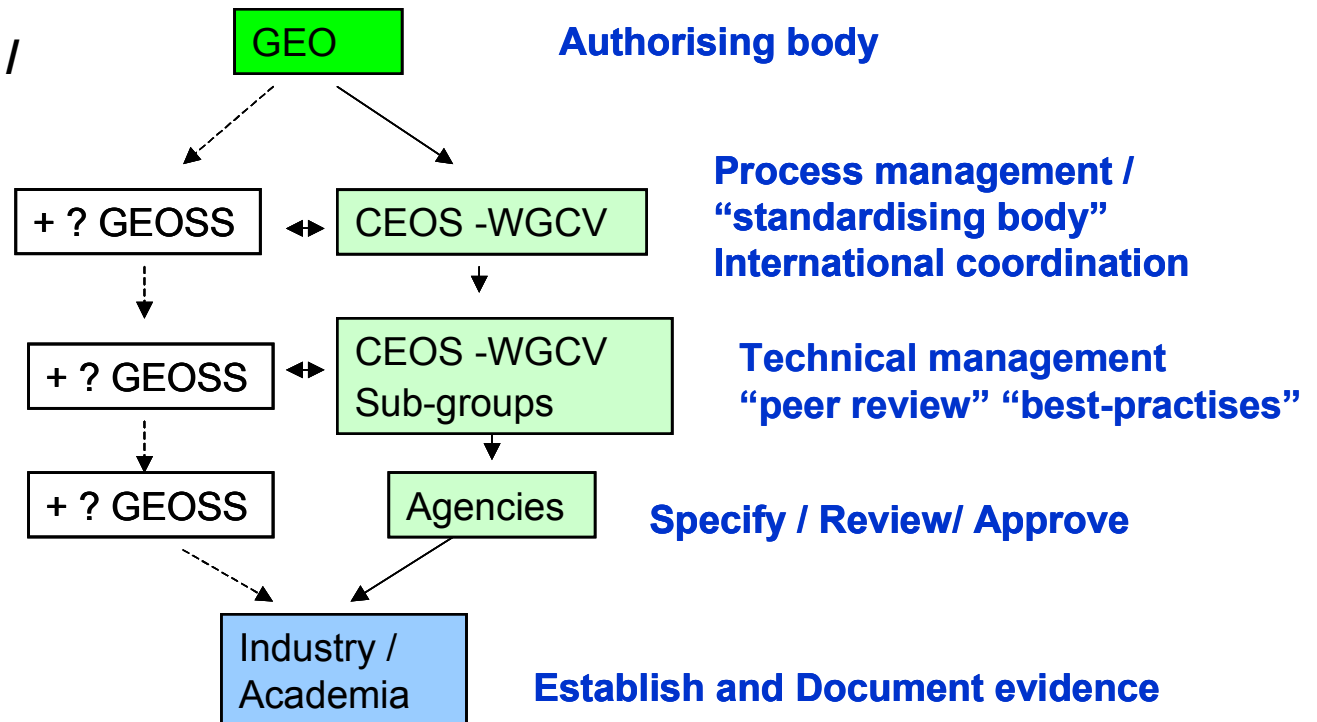 /
GEO
Authorising body
+ ? GEOSS
CEOS -WGCV
Process management /
“standardising body”
International coordination
+ ? GEOSS
CEOS -WGCV
Sub-groups
Technical management
“peer review” “best-practises”
+ ? GEOSS
Agencies
Specify / Review/ Approve
Industry /
Academia
Establish and Document evidence